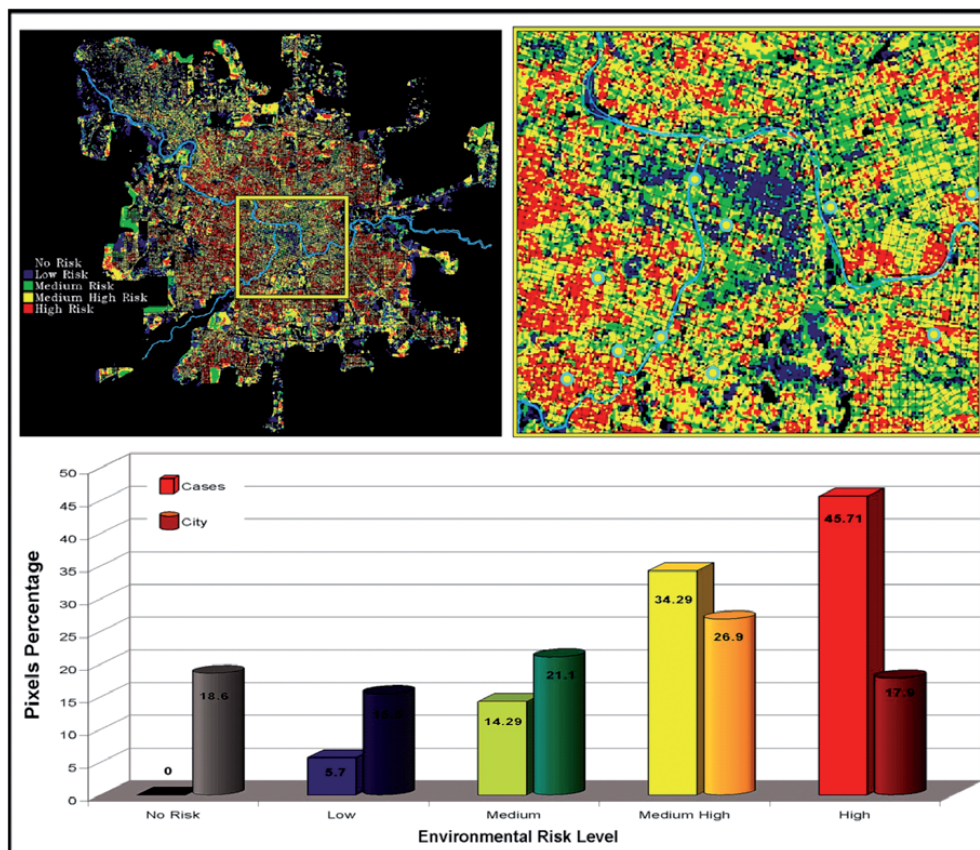 No Risk
Low Risk
Medium Risk
Medium High Risk
High Risk
50
45
40
35
30
25
20
15
10
5
0
Pixels Percentage
Cases
City
0
18.6
5.7
14.29
21.1
34.29
26.9
45.71
17.9
No Risk
Low
Medium
Medium High
High
Environmental Risk Level